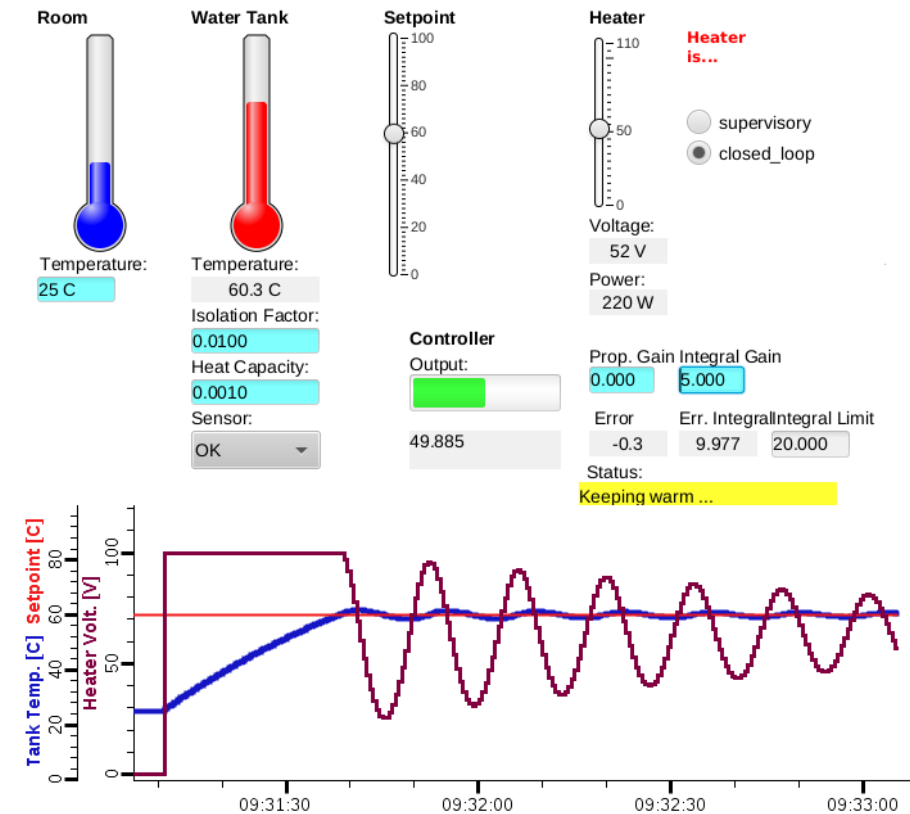 Room
Water Tank
Setpoint
Heater
100
80
60
40
20
0
110
50
0
Heater
is...
supervisory
closed_loop
Voltage:
52 V
Power:
220 W
Temperature:
25 C
Temperature:
60.3 C
Isolation Factor:
0.0100
Heat Capacity:
0.0010
Sensor:
OK
Controller
Output:
49.885
Prop. Gain
Integral Gain
0.000
5.000
Error
Err. Integral
Integral Limit
-0.3
9.977
20.000
Status:
Keeping warm ...
Tank Temp. [C]
Setpoint [C]
0
20
40
60
80
Heater Volt. [V]
0
50
100
09:31:30
09:32:00
09:32:30
09:33:00